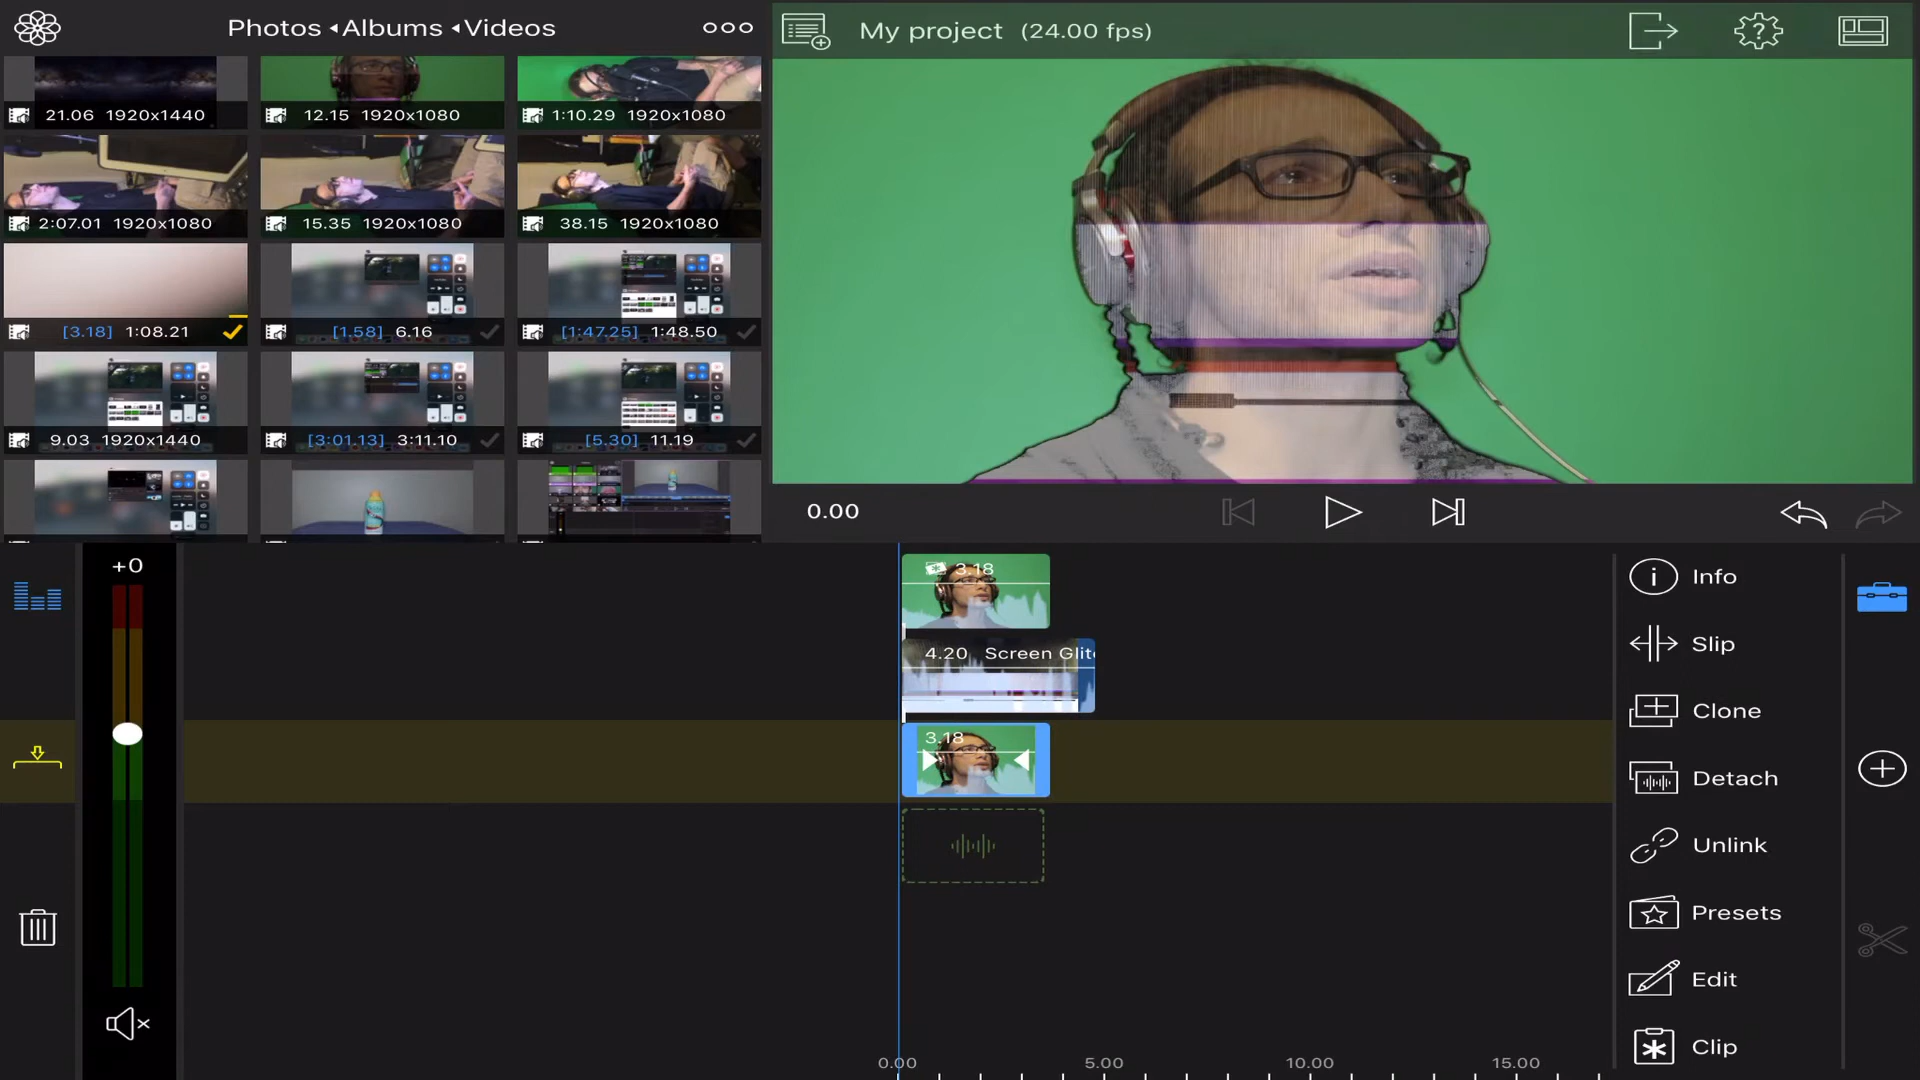 Photos ◂Albums ◂Videos
My project (24.00 fps)
21.06 1920x1440
12.15 1920x1080
1:10.29 1920x1080
2:07.01 1920x1080
15.35 1920x1080
38.15 1920x1080
[3.18] 1:08.21
[1.58] 6.16
[1:47.25] 1:48.50
9.03 1920x1440
[3:01.13] 3:11.10
[5.30] 11.19
0.00
+0
3.18
4.20 Screen Glit
3.18
Info
Slip
Clone
Detach
Unlink
Presets
Edit
Clip
0.00 5.00 10.00 15.00